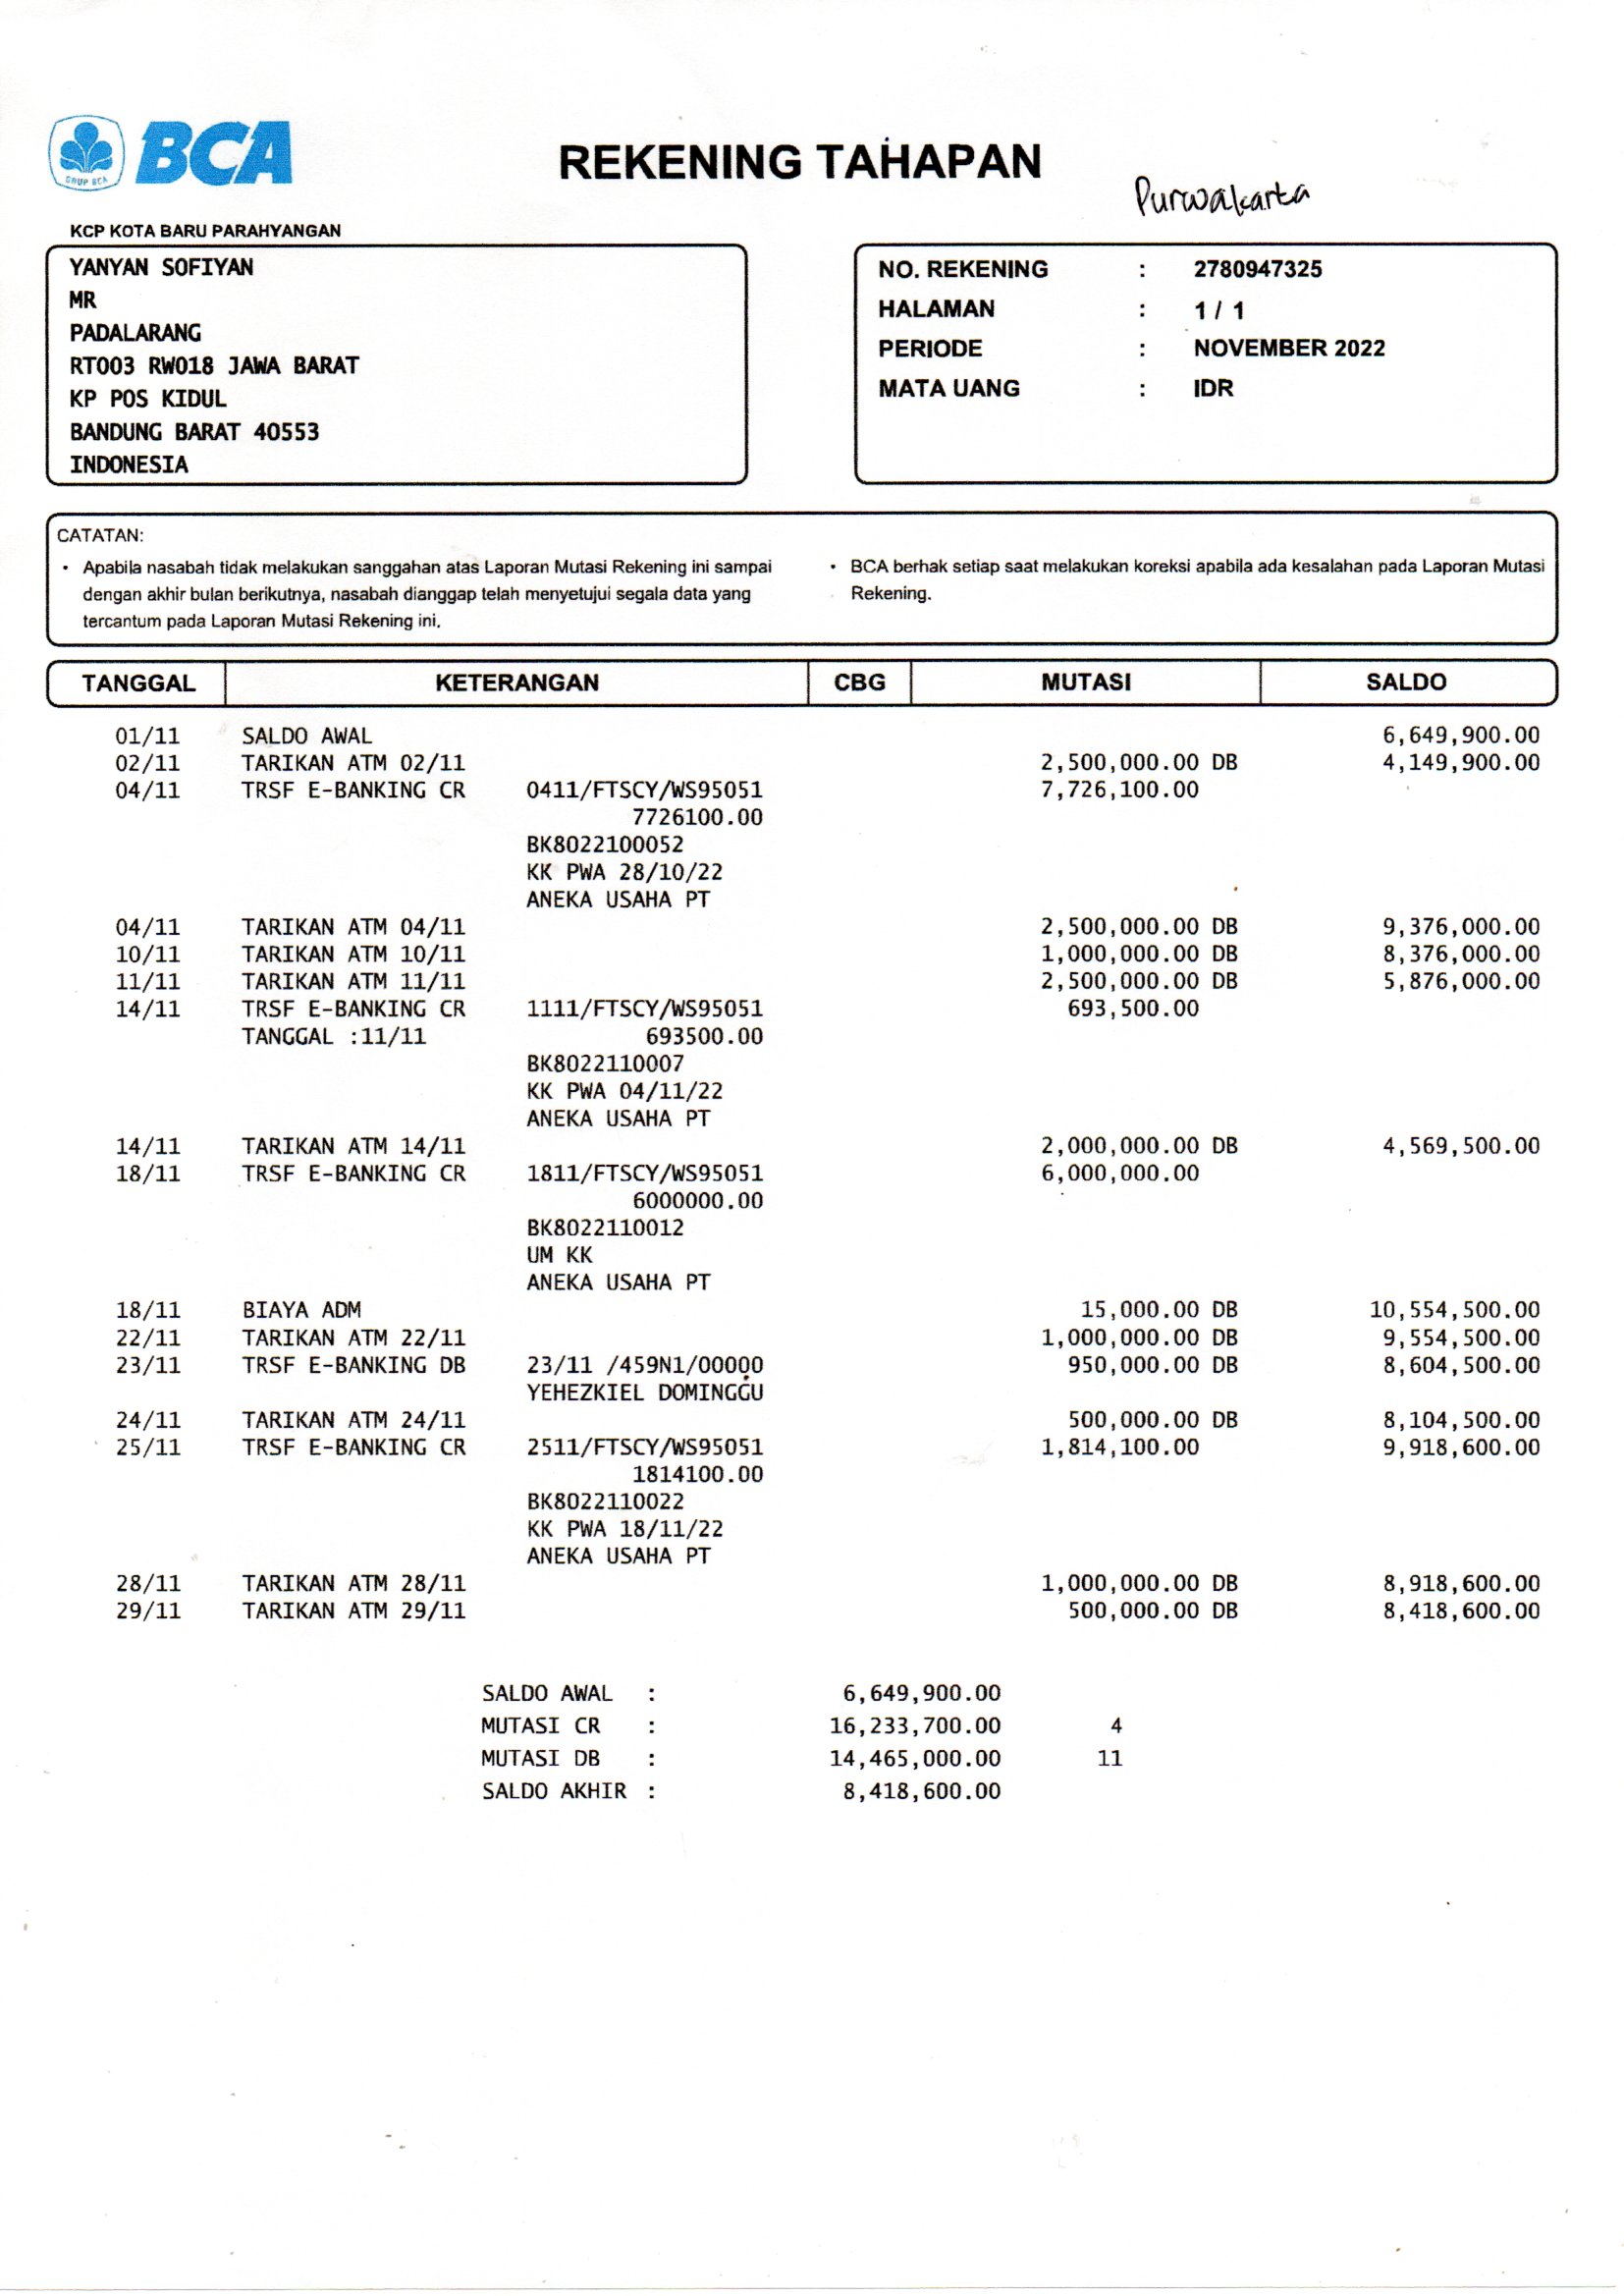 GRUP BCA
BCA
REKENING TAHAPAN
Purwakarta
KCP KOTA BARU PARAHYANGAN
YANYAN SOFIYAN
MR
PADALARANG
RT003 RW018 JAWA BARAT
KP POS KIDUL
BANDUNG BARAT 40553
INDONESIA
NO. REKENING : 2780947325
HALAMAN : 1 / 1
PERIODE : NOVEMBER 2022
MATA UANG : IDR
CATATAN:
• Apabila nasabah tidak melakukan sanggahan atas Laporan Mutasi Rekening ini sampai
dengan akhir bulan berikutnya, nasabah dianggap telah menyetujui segala data yang
tercantum pada Laporan Mutasi Rekening ini.
• BCA berhak setiap saat melakukan koreksi apabila ada kesalahan pada Laporan Mutasi
Rekening.
TANGGAL KETERANGAN CBG MUTASI SALDO
01/11 SALDO AWAL 6,649,900.00
02/11 TARIKAN ATM 02/11 2,500,000.00 DB 4,149,900.00
04/11 TRSF E-BANKING CR 0411/FTSCY/WS95051 7,726,100.00
7726100.00
BK8022100052
KK PWA 28/10/22
ANEKA USAHA PT
04/11 TARIKAN ATM 04/11 2,500,000.00 DB 9,376,000.00
10/11 TARIKAN ATM 10/11 1,000,000.00 DB 8,376,000.00
11/11 TARIKAN ATM 11/11 2,500,000.00 DB 5,876,000.00
14/11 TRSF E-BANKING CR 1111/FTSCY/WS95051 693,500.00
TANGGAL :11/11 693500.00
BK8022110007
KK PWA 04/11/22
ANEKA USAHA PT
14/11 TARIKAN ATM 14/11 2,000,000.00 DB 4,569,500.00
18/11 TRSF E-BANKING CR 1811/FTSCY/WS95051 6,000,000.00
6000000.00
BK8022110012
UM KK
ANEKA USAHA PT
18/11 BIAYA ADM 15,000.00 DB 10,554,500.00
22/11 TARIKAN ATM 22/11 1,000,000.00 DB 9,554,500.00
23/11 TRSF E-BANKING DB 23/11 /459N1/00000 950,000.00 DB 8,604,500.00
YEHEZKIEL DOMINGGU
24/11 TARIKAN ATM 24/11 500,000.00 DB 8,104,500.00
25/11 TRSF E-BANKING CR 2511/FTSCY/WS95051 1,814,100.00 9,918,600.00
1814100.00
BK8022110022
KK PWA 18/11/22
ANEKA USAHA PT
28/11 TARIKAN ATM 28/11 1,000,000.00 DB 8,918,600.00
29/11 TARIKAN ATM 29/11 500,000.00 DB 8,418,600.00
SALDO AWAL : 6,649,900.00
MUTASI CR : 16,233,700.00 4
MUTASI DB : 14,465,000.00 11
SALDO AKHIR : 8,418,600.00